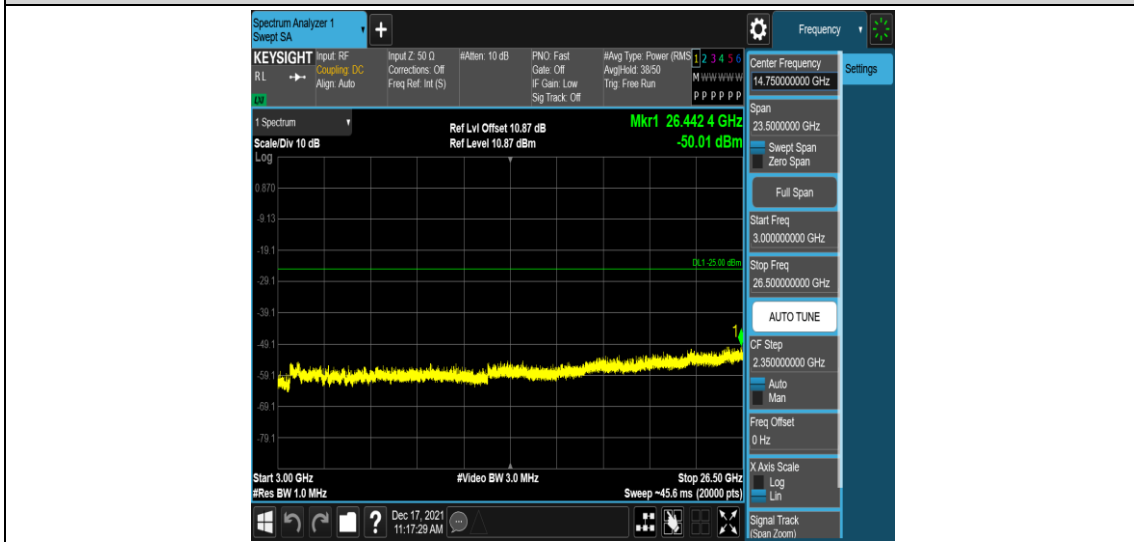 Spectrum Analyzer 1
Swept SA
+
Frequency
KEYSIGHT
RL
Input: RF
Coupling: DC
Align: Auto
Input Z: 50 Ω
Corrections: Off
Freq Ref: Int (S)
#Atten: 10 dB
PNO: Fast
Gate: Off
IF Gain: Low
Sig Track: Off
#Avg Type: Power (RMS
Avg|Hold: 38/50
Trig: Free Run
1 2 3 4 5 6
M W W W W W
P P P P P P
1 Spectrum
Scale/Div 10 dB
Log
Ref Lvl Offset 10.87 dB
Ref Level 10.87 dBm
Mkr1 26.442 4 GHz
-50.01 dBm
0.870
-9.13
-19.1
DL1 -25.00 dBm
-29.1
-39.1
1
-49.1
-59.1
-69.1
-79.1
Start 3.00 GHz
#Res BW 1.0 MHz
#Video BW 3.0 MHz
Stop 26.50 GHz
Sweep ~45.6 ms (20000 pts)
?
Dec 17, 2021
11:17:29 AM
Center Frequency
14.750000000 GHz
Settings
Span
23.5000000 GHz
Swept Span
Zero Span
Full Span
Start Freq
3.000000000 GHz
Stop Freq
26.500000000 GHz
AUTO TUNE
CF Step
2.350000000 GHz
Auto
Man
Freq Offset
0 Hz
X Axis Scale
Log
Lin
Signal Track
(Span Zoom)